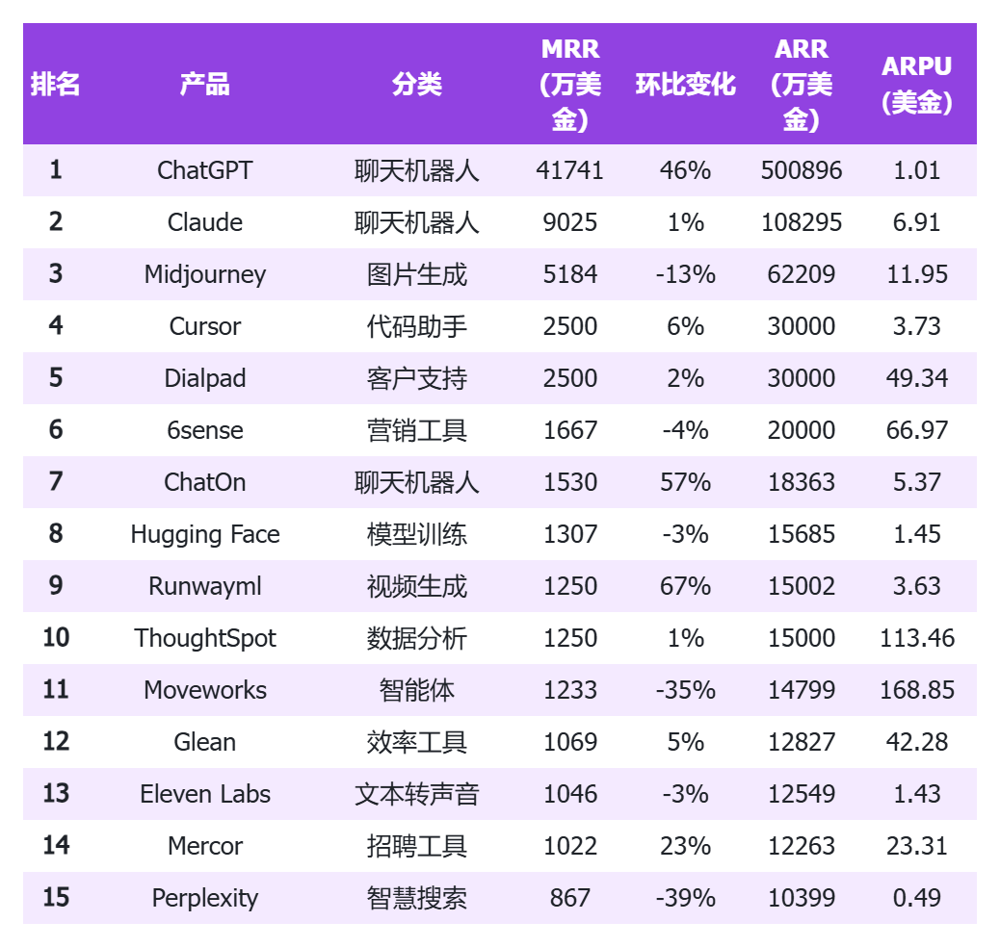 排名 产品 分类 MRR (万美金) 环比变化 ARR (万美金) ARPU (美金)
1 ChatGPT 聊天机器人 41741 46% 500896 1.01
2 Claude 聊天机器人 9025 1% 108295 6.91
3 Midjourney 图片生成 5184 -13% 62209 11.95
4 Cursor 代码助手 2500 6% 30000 3.73
5 Dialpad 客户支持 2500 2% 30000 49.34
6 6sense 营销工具 1667 -4% 20000 66.97
7 ChatOn 聊天机器人 1530 57% 18363 5.37
8 Hugging Face 模型训练 1307 -3% 15685 1.45
9 Runwayml 视频生成 1250 67% 15002 3.63
10 ThoughtSpot 数据分析 1250 1% 15000 113.46
11 Moveworks 智能体 1233 -35% 14799 168.85
12 Glean 效率工具 1069 5% 12827 42.28
13 Eleven Labs 文本转声音 1046 -3% 12549 1.43
14 Mercor 招聘工具 1022 23% 12263 23.31
15 Perplexity 智慧搜索 867 -39% 10399 0.49